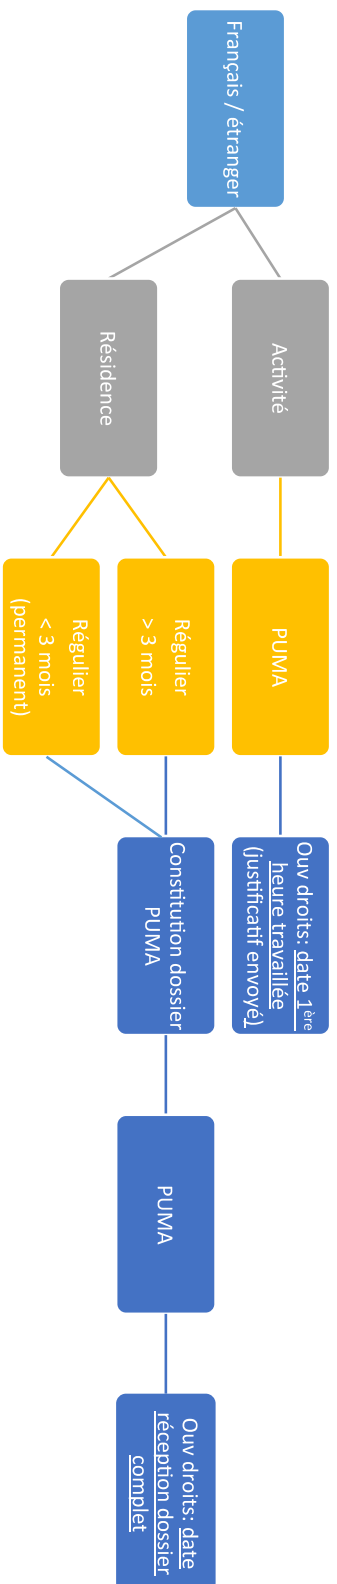 Français / étranger
Activité
PUMA
Ouv droits: date 1ère
heure travaillée
(justificatif envoyé)
Résidence
Régulier
> 3 mois
Régulier
< 3 mois
(permanent)
Constitution dossier
PUMA
PUMA
Ouv droits: date
réception dossier
complet